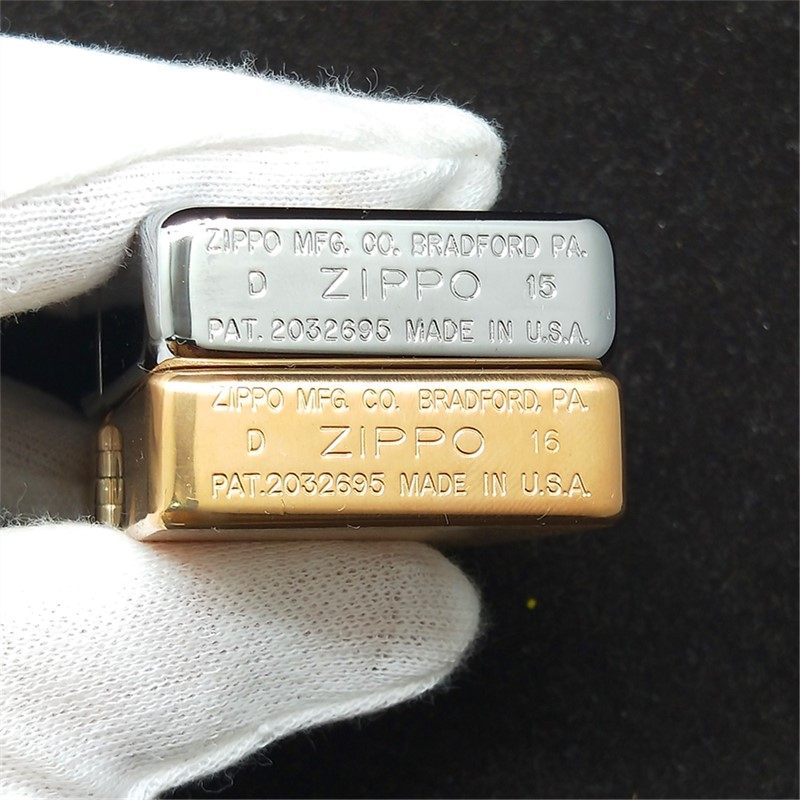 ZIPPO MFG. CO. BRADFORD PA.
D ZIPPO 15
PAT. 2032695 MADE IN U.S.A.
ZIPPO MFG. CO. BRADFORD, PA.
D ZIPPO 16
PAT. 2032695 MADE IN U.S.A.